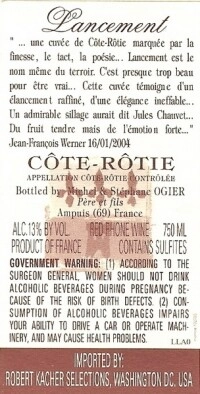 Lancement
" ... une cuvée de Côte-Rôtie marquée par la
finesse, le tact, la poésie... Lancement est le
nom même du terroir. C'est presque trop beau
pour être vrai... Cette cuvée témoigne d'un
élancement raffiné, d'une élégance ineffable...
Un admirable sillage aurait dit Jules Chauvet...
Du fruit tendre mais de l'émotion forte..."
Jean-François Werner 16/01/2004
CÔTE-RÔTIE
APPELLATION CÔTE-RÔTIE CONTRÔLÉE
Bottled by Michel & Stéphane OGIER
Père et fils
Ampuis (69) France
ALC.13% BY VOL. RED RHONE WINE 750 ML
PRODUCT OF FRANCE CONTAINS SULFITES
GOVERNMENT WARNING: (1) ACCORDING TO THE
SURGEON GENERAL, WOMEN SHOULD NOT DRINK
ALCOHOLIC BEVERAGES DURING PREGNANCY BE-
CAUSE OF THE RISK OF BIRTH DEFECTS. (2) CON-
SUMPTION OF ALCOHOLIC BEVERAGES IMPAIRS
YOUR ABILITY TO DRIVE A CAR OR OPERATE MACH-
INERY, AND MAY CAUSE HEALTH PROBLEMS.
LLA0
IMPORTED BY:
ROBERT KACHER SELECTIONS, WASHINGTON DC. USA